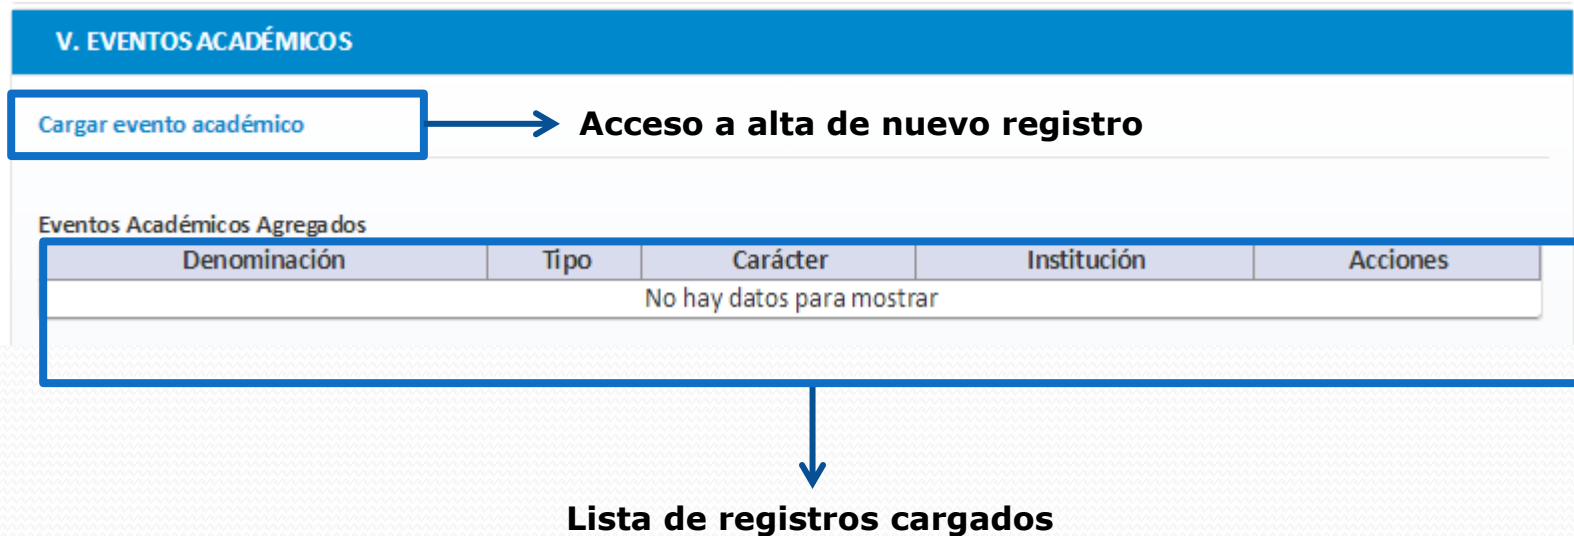 V. EVENTOS ACADÉMICOS
Cargar evento académico
Acceso a alta de nuevo registro
Eventos Académicos Agregados
Denominación Tipo Carácter Institución Acciones
No hay datos para mostrar
Lista de registros cargados